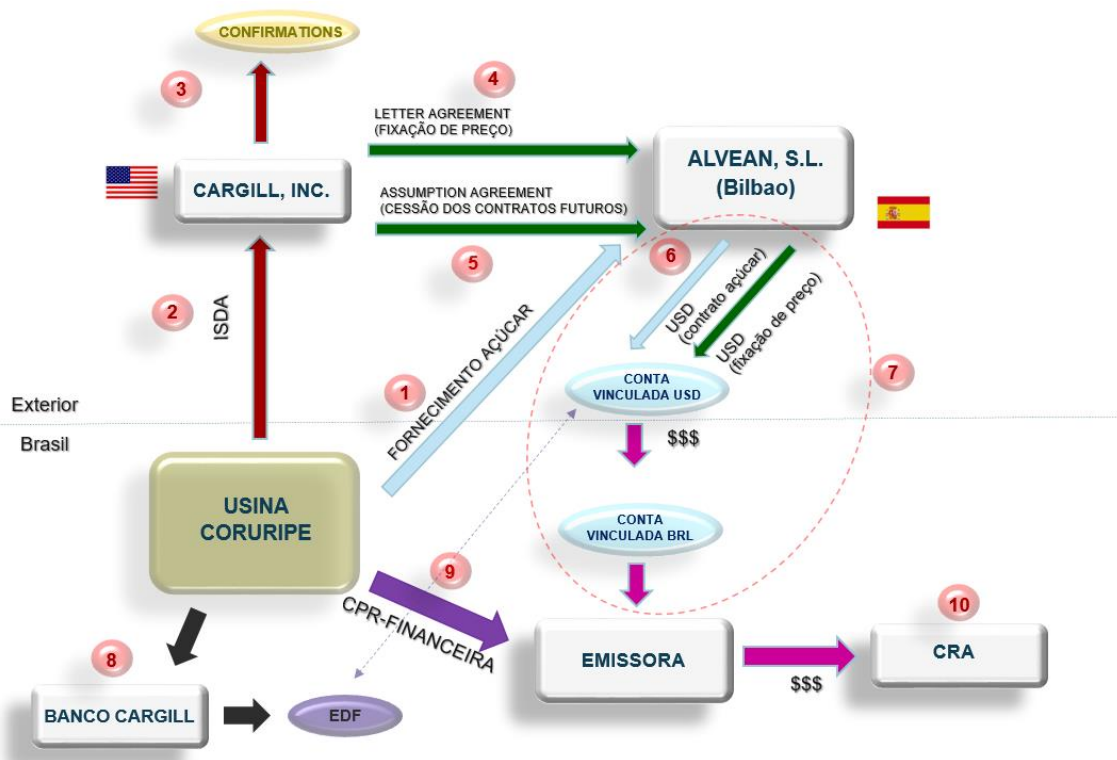 CONFIRMATIONS
3
4
LETTER AGREEMENT
(FIXAÇÃO DE PREÇO)
ALVEAN, S.L.
(Bilbao)
CARGILL, INC.
ASSUMPTION AGREEMENT
(CESSÃO DOS CONTRATOS FUTUROS)
5
6
2
ISDA
1
FORNECIMENTO AÇÚCAR
USD
(contrato açúcar)
USD
(fixação de preço)
7
CONTA
VINCULADA USD
Exterior
Brasil
$$$
USINA
CORURIPE
CONTA
VINCULADA BRL
9
CPR-FINANCEIRA
10
EMISSORA
$$$
CRA
8
BANCO CARGILL
EDF